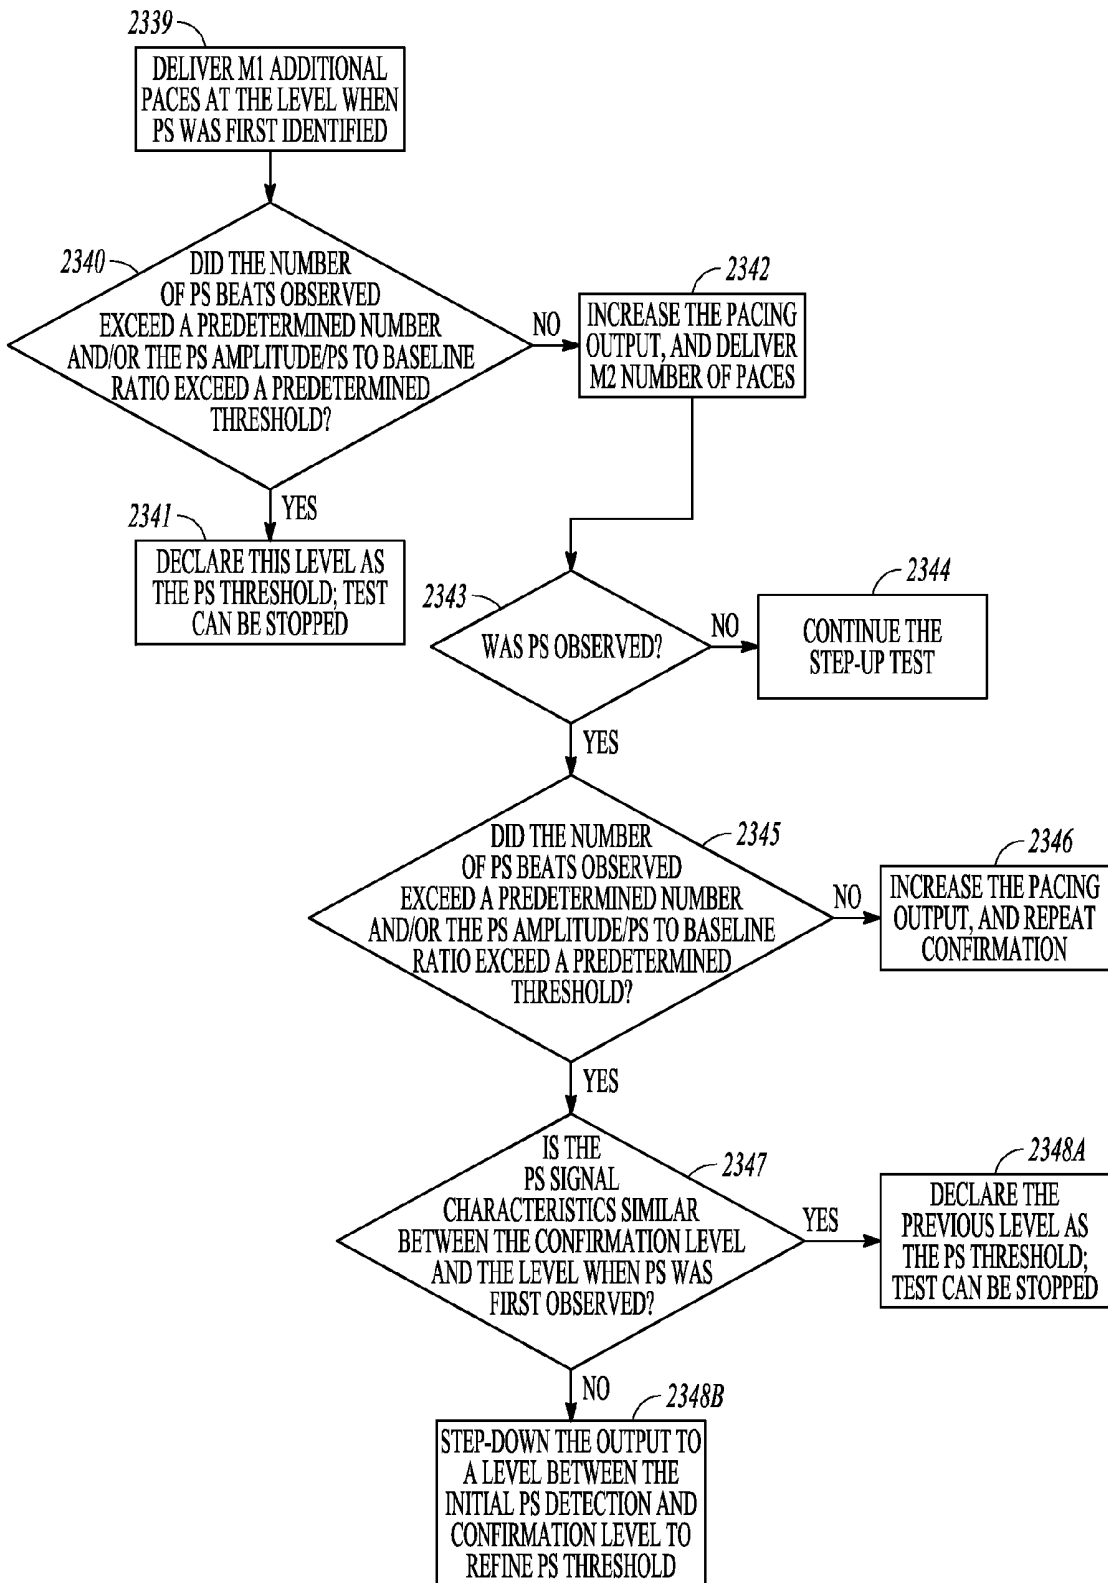 2339
DELIVER M1 ADDITIONAL
PACES AT THE LEVEL WHEN
PS WAS FIRST IDENTIFIED
2340
DID THE NUMBER
OF PS BEATS OBSERVED
EXCEED A PREDETERMINED NUMBER
AND/OR THE PS AMPLITUDE/PS TO BASELINE
RATIO EXCEED A PREDETERMINED
THRESHOLD?
NO
2342
INCREASE THE PACING
OUTPUT, AND DELIVER
M2 NUMBER OF PACES
YES
2341
DECLARE THIS LEVEL AS
THE PS THRESHOLD; TEST
CAN BE STOPPED
2343
WAS PS OBSERVED?
NO
2344
CONTINUE THE
STEP-UP TEST
YES
2345
DID THE NUMBER
OF PS BEATS OBSERVED
EXCEED A PREDETERMINED NUMBER
AND/OR THE PS AMPLITUDE/PS TO BASELINE
RATIO EXCEED A PREDETERMINED
THRESHOLD?
NO
2346
INCREASE THE PACING
OUTPUT, AND REPEAT
CONFIRMATION
YES
2347
IS THE
PS SIGNAL
CHARACTERISTICS SIMILAR
BETWEEN THE CONFIRMATION LEVEL
AND THE LEVEL WHEN PS WAS
FIRST OBSERVED?
YES
2348A
DECLARE THE
PREVIOUS LEVEL AS
THE PS THRESHOLD;
TEST CAN BE STOPPED
NO
2348B
STEP-DOWN THE OUTPUT TO
A LEVEL BETWEEN THE
INITIAL PS DETECTION AND
CONFIRMATION LEVEL TO
REFINE PS THRESHOLD